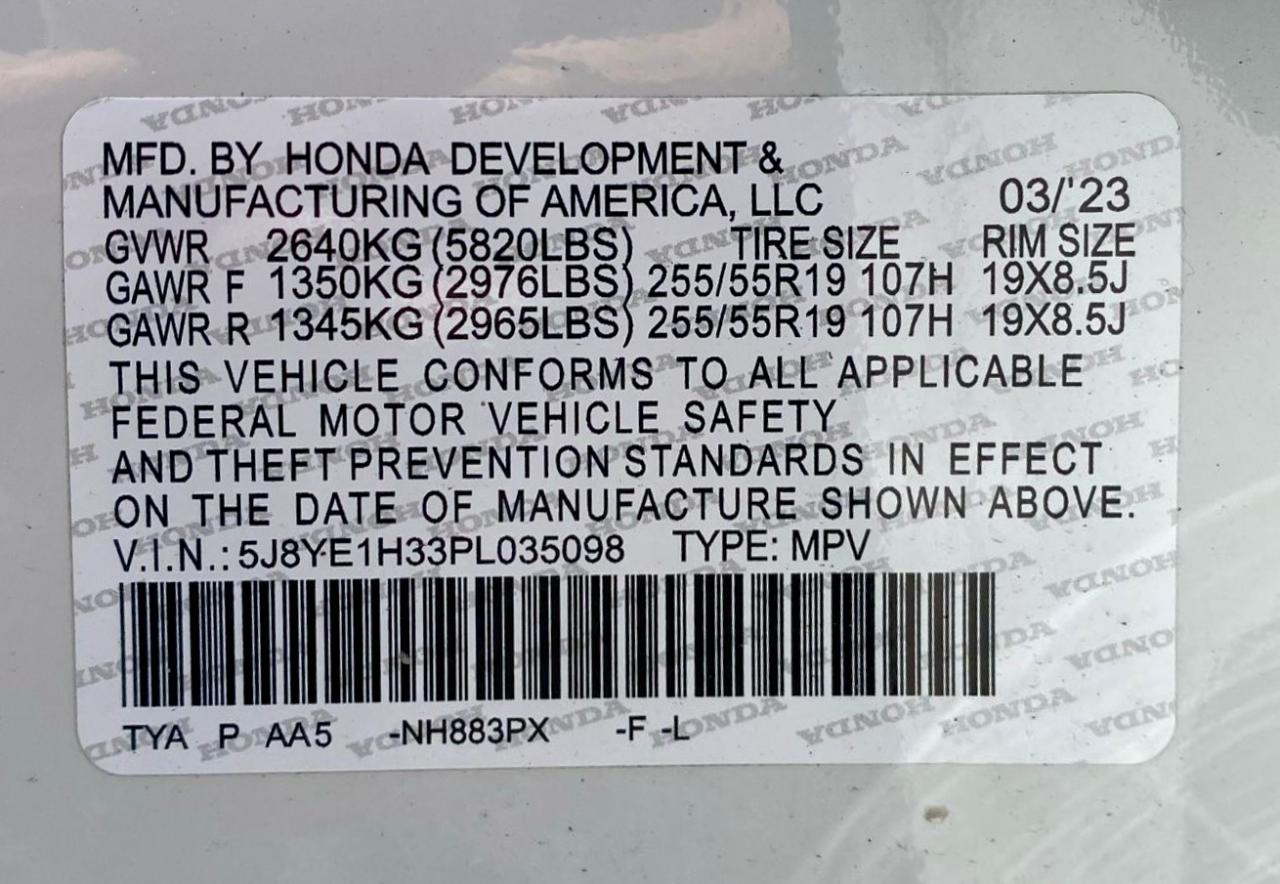 MFD. BY HONDA DEVELOPMENT &
MANUFACTURING OF AMERICA, LLC 03/'23
GVWR 2640KG (5820LBS) TIRE SIZE RIM SIZE
GAWR F 1350KG (2976LBS) 255/55R19 107H 19X8.5J
GAWR R 1345KG (2965LBS) 255/55R19 107H 19X8.5J
THIS VEHICLE CONFORMS TO ALL APPLICABLE
FEDERAL MOTOR VEHICLE SAFETY
AND THEFT PREVENTION STANDARDS IN EFFECT
ON THE DATE OF MANUFACTURE SHOWN ABOVE.
V.I.N.: 5J8YE1H33PL035098 TYPE: MPV
TYA P AA5 -NH883PX -F -L